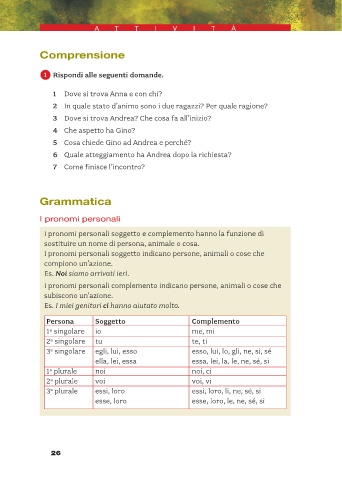 ATTIVITÀ
Comprensione
1 Rispondi alle seguenti domande.
1 Dove si trova Anna e con chi?
2 In quale stato d'animo sono i due ragazzi? Per quale ragione?
3 Dove si trova Andrea? Che cosa fa all'inizio?
4 Che aspetto ha Gino?
5 Cosa chiede Gino ad Andrea e perché?
6 Quale atteggiamento ha Andrea dopo la richiesta?
7 Come finisce l'incontro?
Grammatica
I pronomi personali
I pronomi personali soggetto e complemento hanno la funzione di
sostituire un nome di persona, animale o cosa.
I pronomi personali soggetto indicano persone, animali o cose che
compiono un'azione.
Es. Noi siamo arrivati ieri.
I pronomi personali complemento indicano persone, animali o cose che
subiscono un'azione.
Es. I miei genitori ci hanno aiutato molto.
Persona Soggetto Complemento
1ª singolare io me, mi
2ª singolare tu te, ti
3ª singolare egli, lui, esso esso, lui, lo, gli, ne, si, sé
ella, lei, essa essa, lei, la, le, ne, sé, si
1ª plurale noi noi, ci
2ª plurale voi voi, vi
3ª plurale essi, loro essi, loro, li, ne, sé, si
esse, loro esse, loro, le, ne, sé, si
26